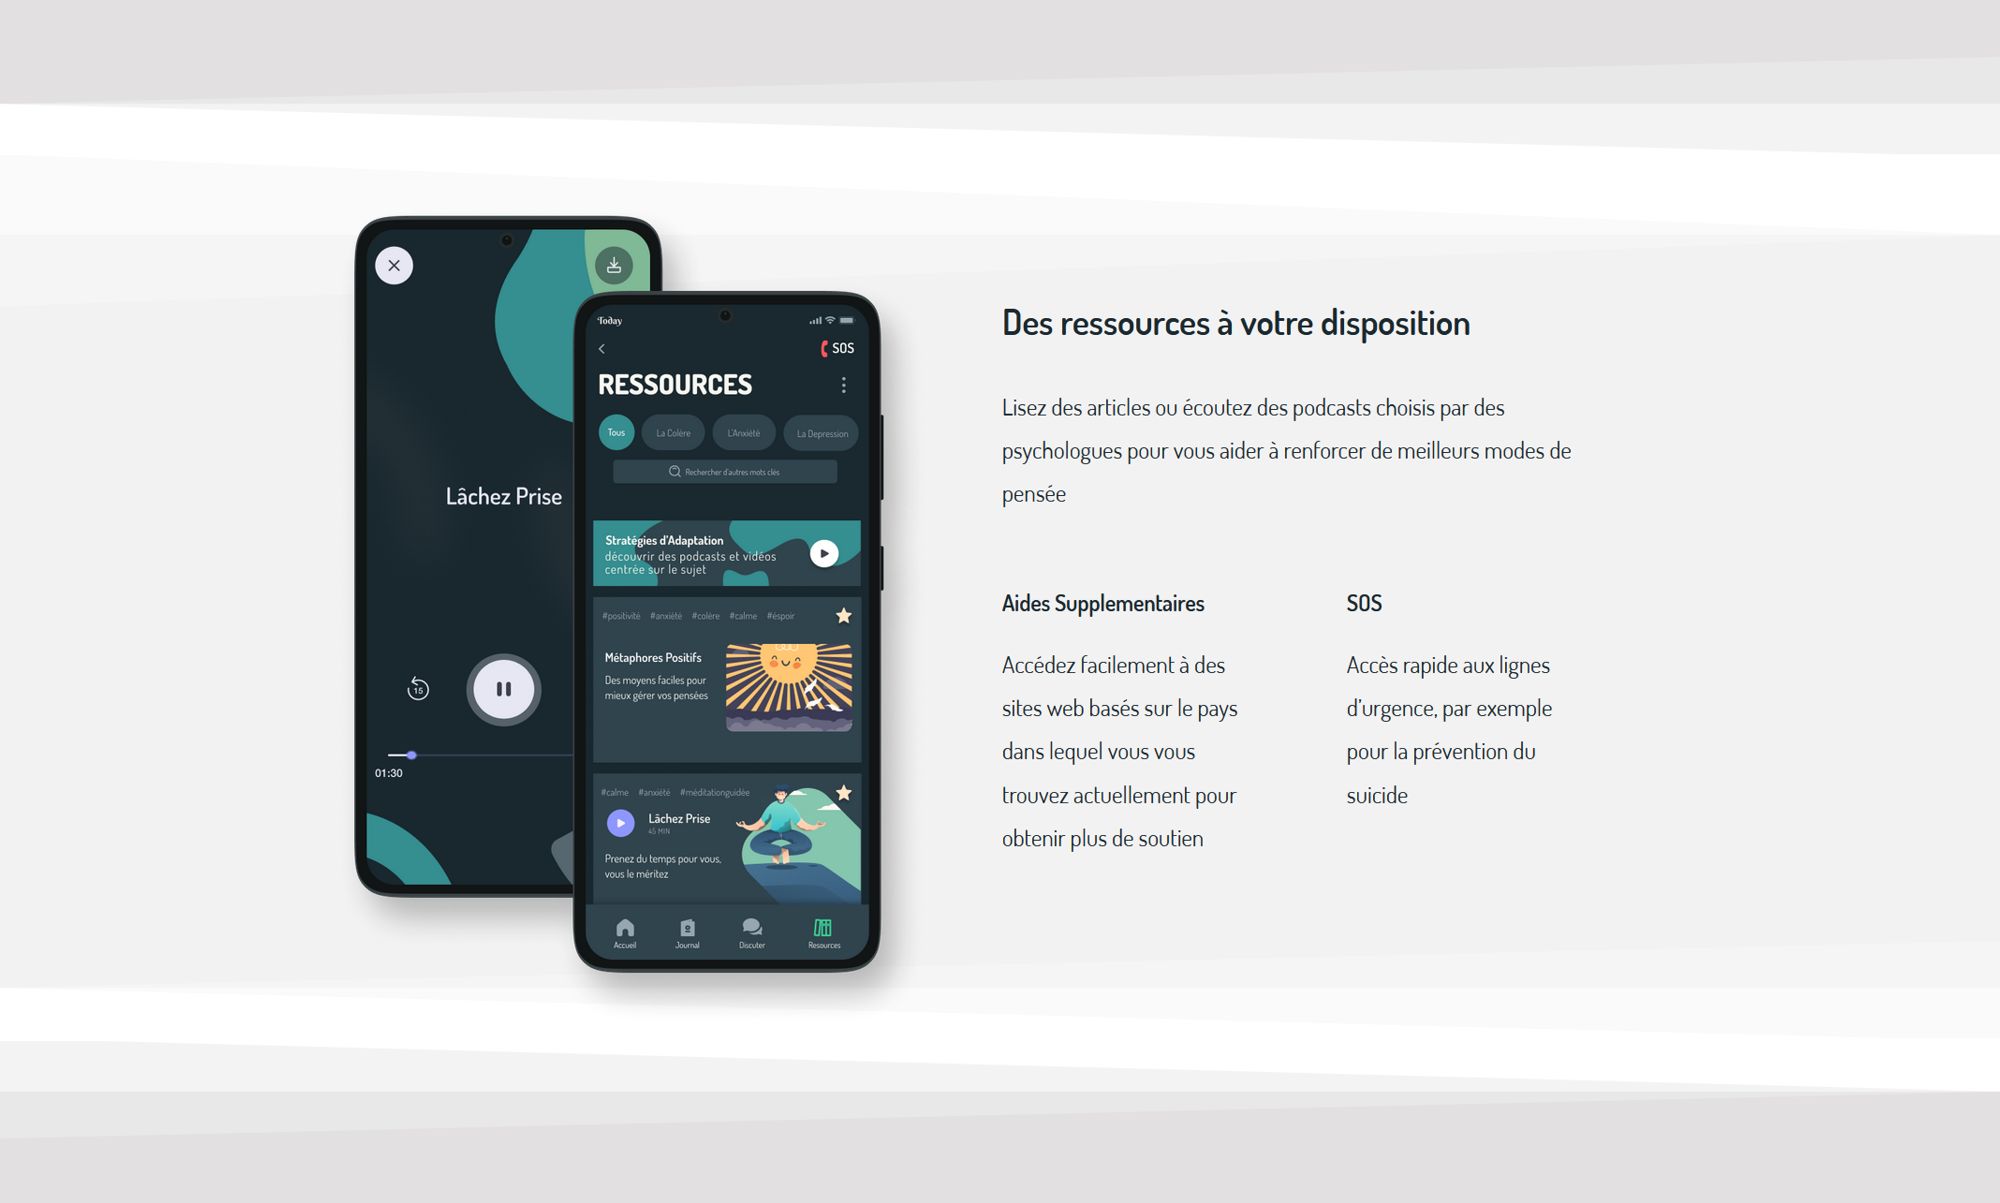 Lâchez Prise
15
01:30
Today
SOS
RESSOURCES
Tous
La Colère
L'Anxiété
La Depression
Rechercher d'autres mots clés
Stratégies d'Adaptation
découvrir des podcasts et vidéos
centrée sur le sujet
#positivité #anxiété #colère #calme #éspoir
Métaphores Positifs
Des moyens faciles pour
mieux gérer vos pensées
#calme #anxiété #méditationguidée
Lâchez Prise
45 MIN
Prenez du temps pour vous,
vous le méritez
Accueil
Journal
Discuter
Resources
Des ressources à votre disposition
Lisez des articles ou écoutez des podcasts choisis par des
psychologues pour vous aider à renforcer de meilleurs modes de
pensée
Aides Supplementaires
Accédez facilement à des
sites web basés sur le pays
dans lequel vous vous
trouvez actuellement pour
obtenir plus de soutien
SOS
Accès rapide aux lignes
d'urgence, par exemple
pour la prévention du
suicide